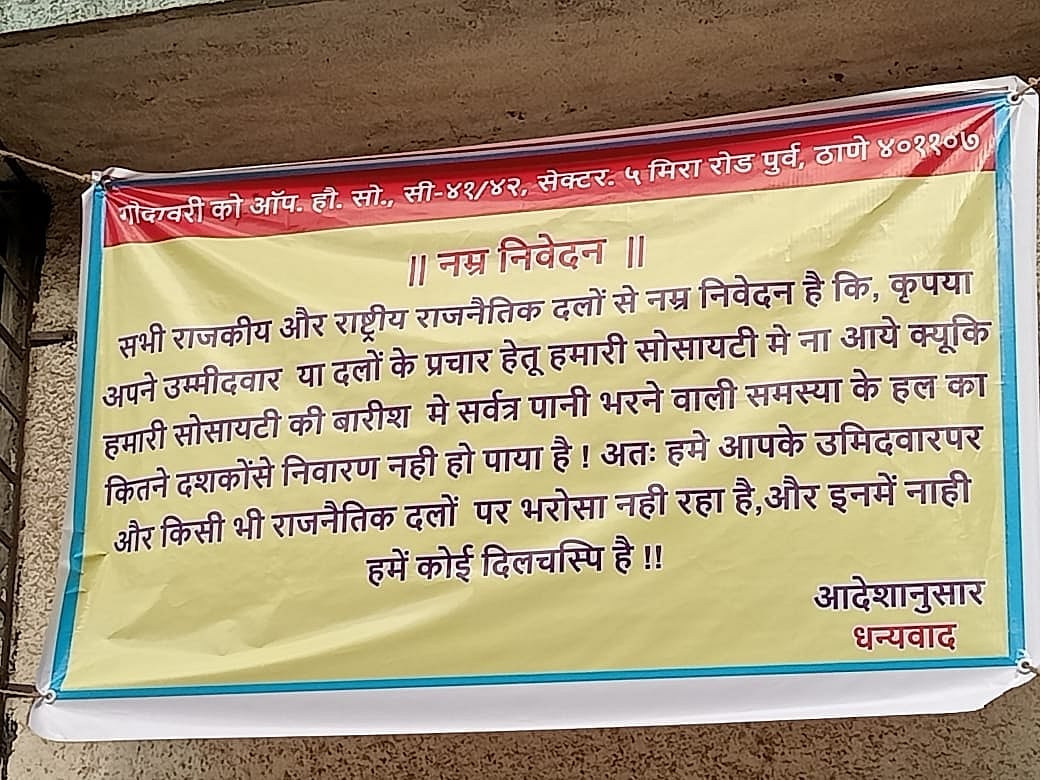 गोदावरी को ऑप. हौ. सो., सी-४१/४२, सेक्टर. ५ मिरा रोड पुर्व, ठाणे ४०११०७
|| नम्र निवेदन ||
सभी राजकीय और राष्ट्रीय राजनैतिक दलों से नम्र निवेदन है कि, कृपया
अपने उम्मीदवार या दलों के प्रचार हेतू हमारी सोसायटी मे ना आये क्यूकि
हमारी सोसायटी की बारीश मे सर्वत्र पानी भरने वाली समस्या के हल का
कितने दशकोंसे निवारण नही हो पाया है ! अतः हमे आपके उमिदवारपर
और किसी भी राजनैतिक दलों पर भरोसा नही रहा है,और इनमें नाही
हमें कोई दिलचस्पि है !!
आदेशानुसार
धन्यवाद